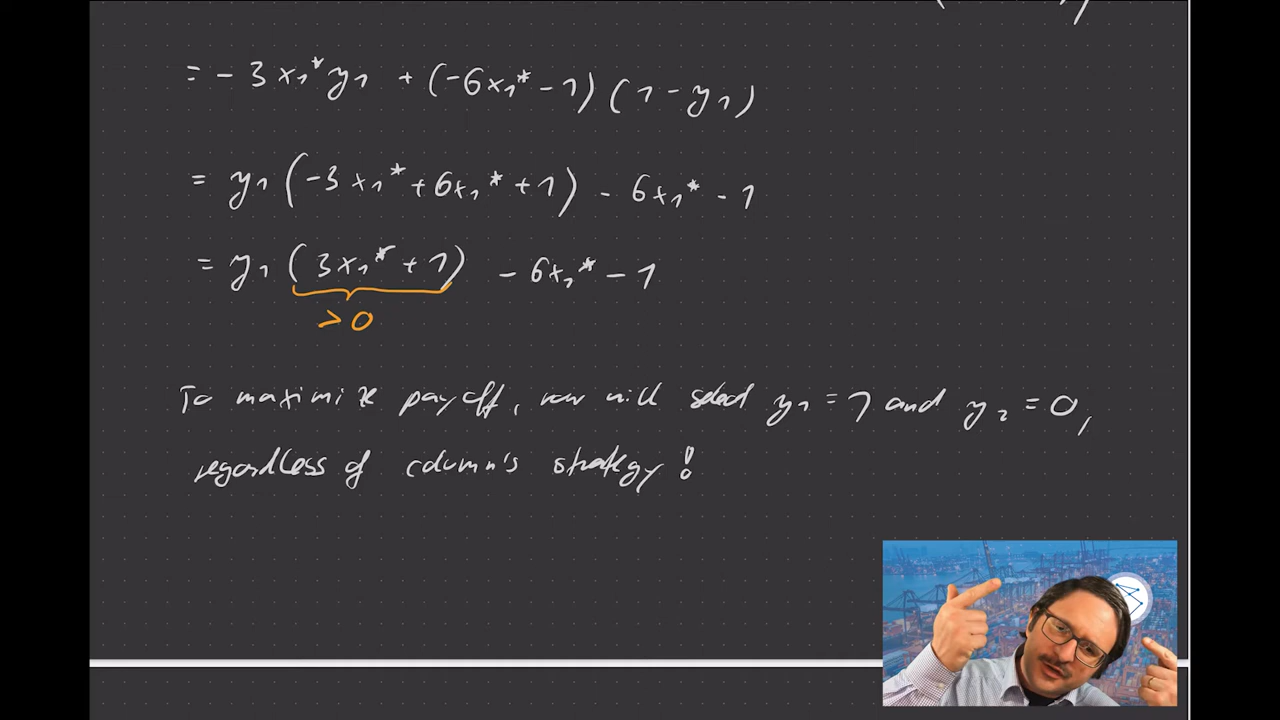 = -3x₁*y₁ + (-6x₁* - 1)(1 - y₁)
= y₁(-3x₁* + 6x₁* + 1) - 6x₁* - 1
= y₁(3x₁* + 1) - 6x₁* - 1
> 0
To maximize payoff, row will select y₁ = 1 and y₂ = 0,
regardless of column's strategy!